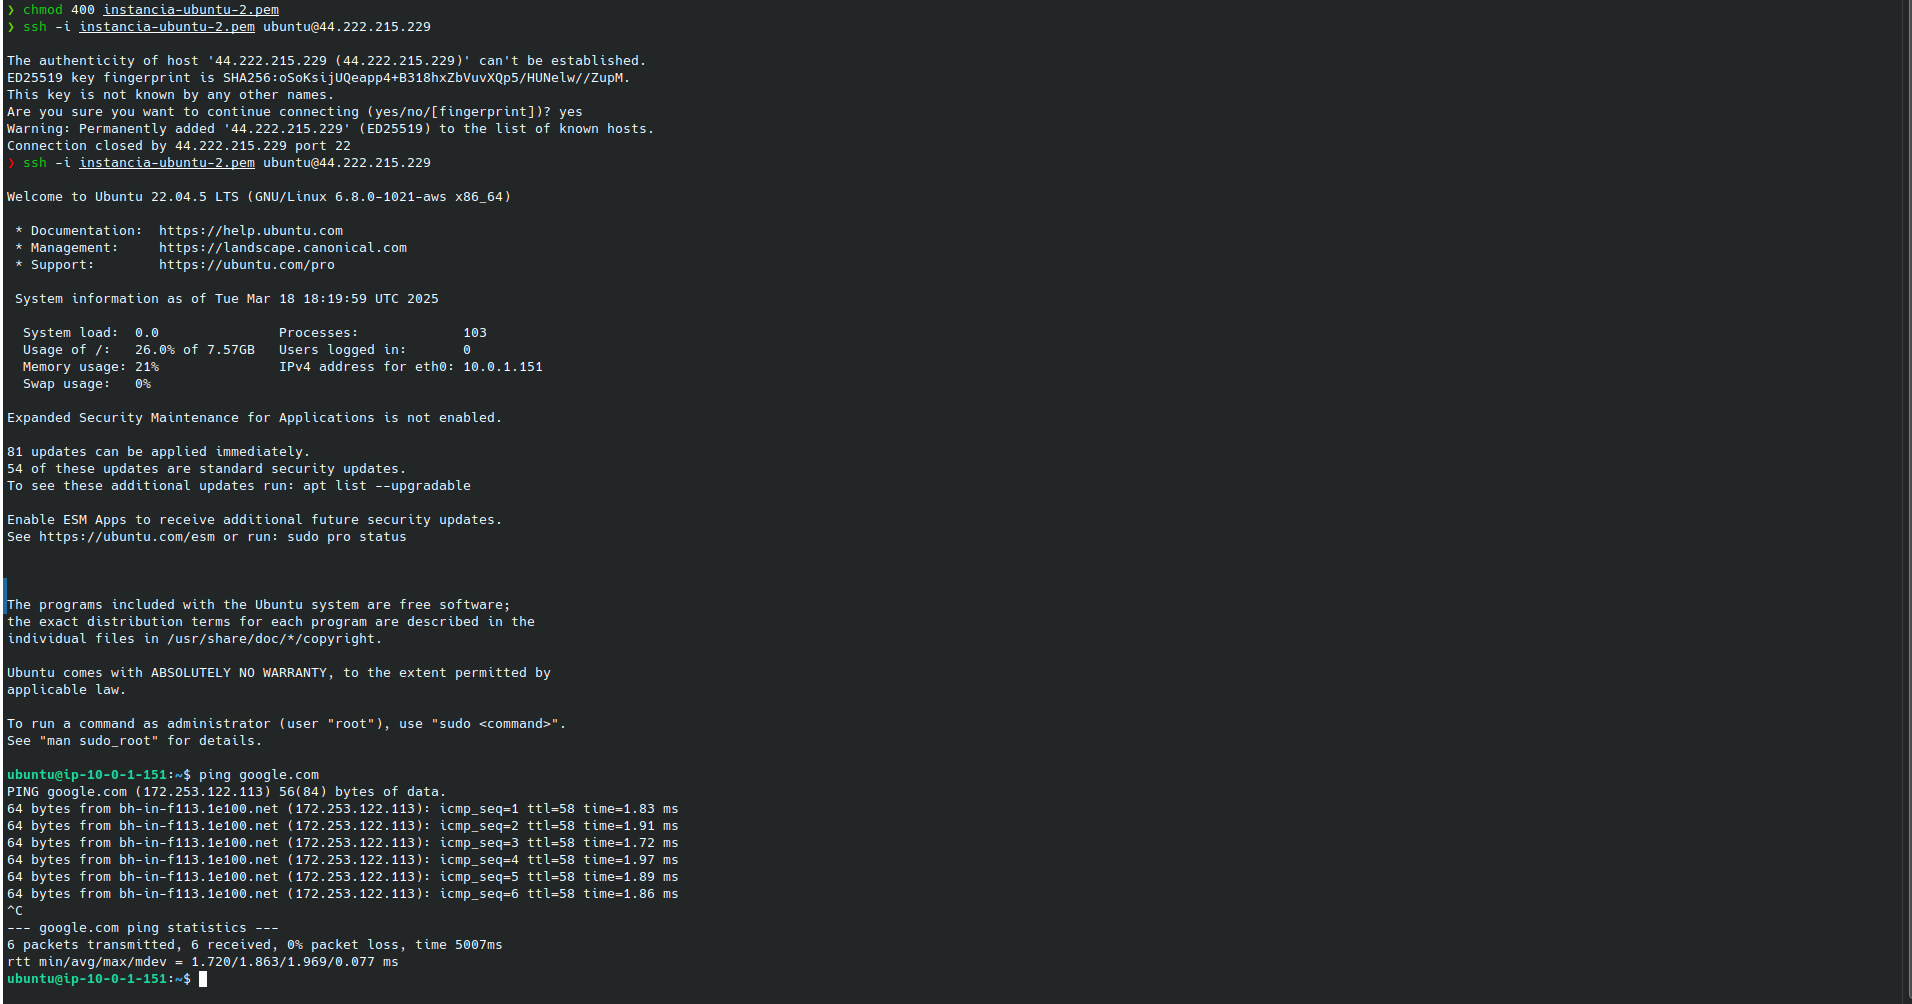 ❯ chmod 400 instancia-ubuntu-2.pem
❯ ssh -i instancia-ubuntu-2.pem ubuntu@44.222.215.229
The authenticity of host '44.222.215.229 (44.222.215.229)' can't be established.
ED25519 key fingerprint is SHA256:oSoKsijUQeapp4+B318hxZbVuvXQp5/HUNelw//ZupM.
This key is not known by any other names.
Are you sure you want to continue connecting (yes/no/[fingerprint])? yes
Warning: Permanently added '44.222.215.229' (ED25519) to the list of known hosts.
Connection closed by 44.222.215.229 port 22
❯ ssh -i instancia-ubuntu-2.pem ubuntu@44.222.215.229
Welcome to Ubuntu 22.04.5 LTS (GNU/Linux 6.8.0-1021-aws x86_64)
* Documentation:  https://help.ubuntu.com
* Management:     https://landscape.canonical.com
* Support:        https://ubuntu.com/pro
System information as of Tue Mar 18 18:19:59 UTC 2025
System load:  0.0               Processes:             103
Usage of /:   26.0% of 7.57GB   Users logged in:       0
Memory usage: 21%               IPv4 address for eth0: 10.0.1.151
Swap usage:   0%
Expanded Security Maintenance for Applications is not enabled.
81 updates can be applied immediately.
54 of these updates are standard security updates.
To see these additional updates run: apt list --upgradable
Enable ESM Apps to receive additional future security updates.
See https://ubuntu.com/esm or run: sudo pro status
The programs included with the Ubuntu system are free software;
the exact distribution terms for each program are described in the
individual files in /usr/share/doc/*/copyright.
Ubuntu comes with ABSOLUTELY NO WARRANTY, to the extent permitted by
applicable law.
To run a command as administrator (user "root"), use "sudo <command>".
See "man sudo_root" for details.
ubuntu@ip-10-0-1-151:~$ ping google.com
PING google.com (172.253.122.113) 56(84) bytes of data.
64 bytes from bh-in-f113.1e100.net (172.253.122.113): icmp_seq=1 ttl=58 time=1.83 ms
64 bytes from bh-in-f113.1e100.net (172.253.122.113): icmp_seq=2 ttl=58 time=1.91 ms
64 bytes from bh-in-f113.1e100.net (172.253.122.113): icmp_seq=3 ttl=58 time=1.72 ms
64 bytes from bh-in-f113.1e100.net (172.253.122.113): icmp_seq=4 ttl=58 time=1.97 ms
64 bytes from bh-in-f113.1e100.net (172.253.122.113): icmp_seq=5 ttl=58 time=1.89 ms
64 bytes from bh-in-f113.1e100.net (172.253.122.113): icmp_seq=6 ttl=58 time=1.86 ms
^C
--- google.com ping statistics ---
6 packets transmitted, 6 received, 0% packet loss, time 5007ms
rtt min/avg/max/mdev = 1.720/1.863/1.969/0.077 ms
ubuntu@ip-10-0-1-151:~$